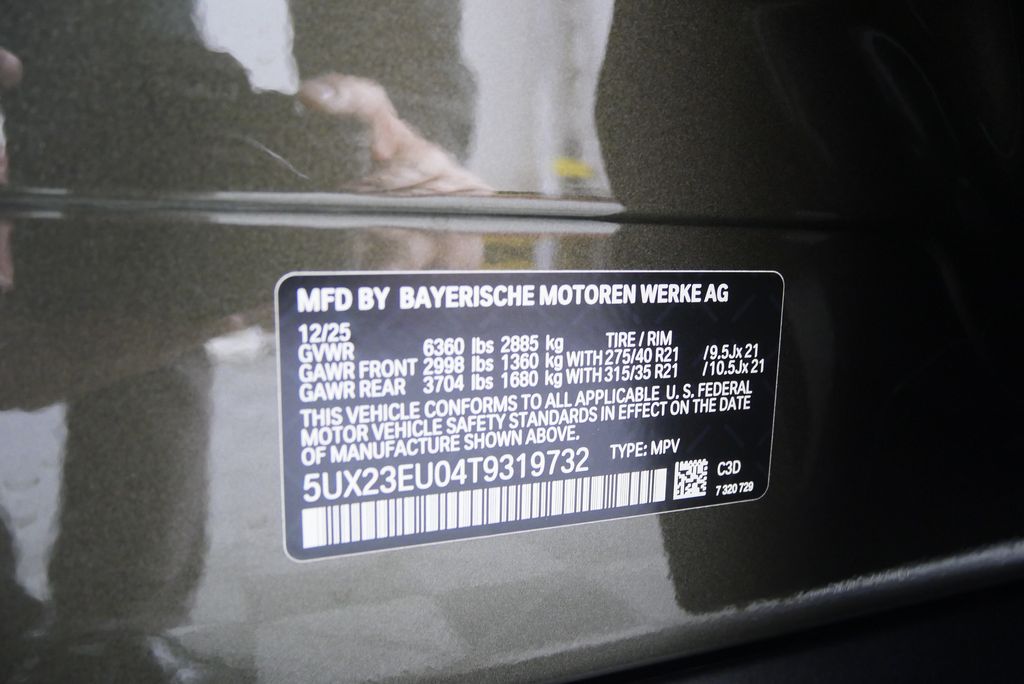 MFD BY BAYERISCHE MOTOREN WERKE AG
12/25
GVWR 6360 lbs 2885 kg TIRE / RIM
GAWR FRONT 2998 lbs 1360 kg WITH 275/40 R21 /9.5Jx21
GAWR REAR 3704 lbs 1680 kg WITH 315/35 R21 /10.5Jx21
THIS VEHICLE CONFORMS TO ALL APPLICABLE U.S. FEDERAL
MOTOR VEHICLE SAFETY STANDARDS IN EFFECT ON THE DATE
OF MANUFACTURE SHOWN ABOVE.
TYPE: MPV
5UX23EU04T9319732
C3D
7 320 729